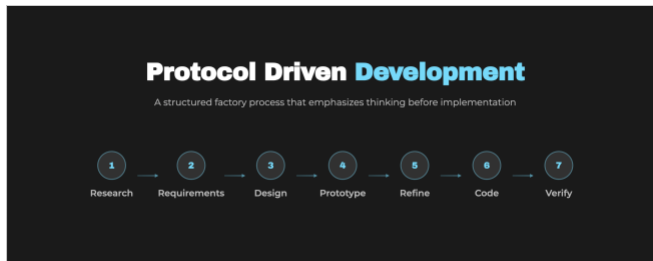 Protocol Driven Development
A structured factory process that emphasizes thinking before implementation
1 2 3 4 5 6 7
Research Requirements Design Prototype Refine Code Verify